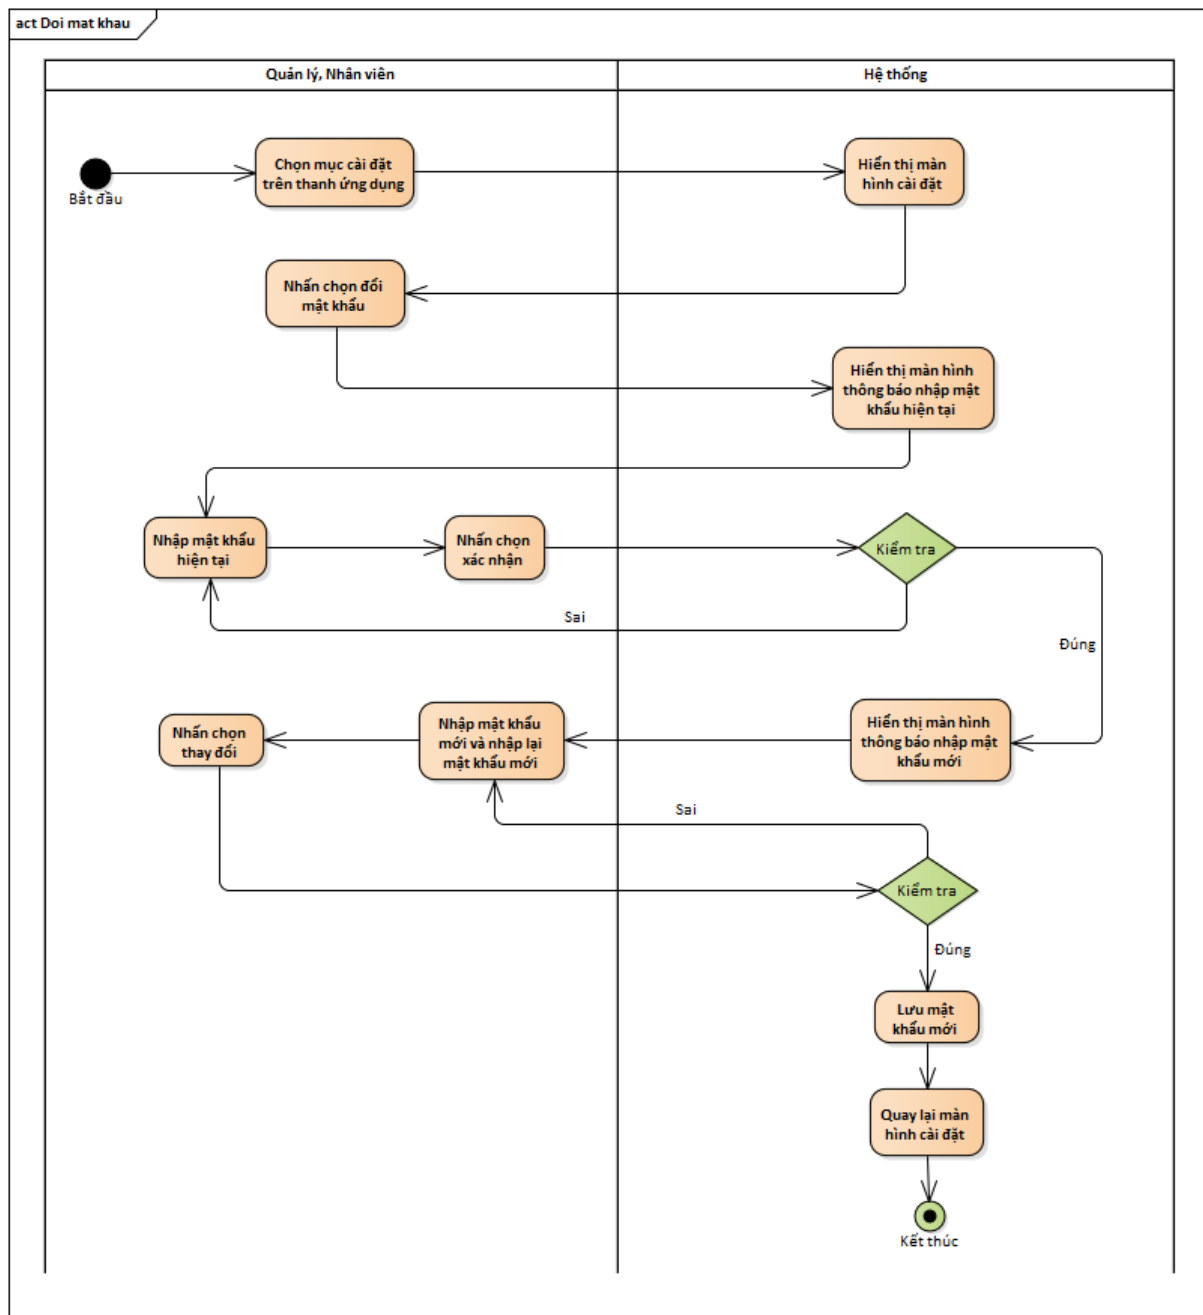 act Doi mat khau
Quản lý, Nhân viên
Hệ thống
Bắt đầu
Chọn mục cài đặt
trên thanh ứng dụng
Hiển thị màn
hình cài đặt
Nhấn chọn đổi
mật khẩu
Hiển thị màn hình
thông báo nhập mật
khẩu hiện tại
Nhập mật khẩu
hiện tại
Nhấn chọn
xác nhận
Kiểm tra
Sai
Đúng
Hiển thị màn hình
thông báo nhập mật
khẩu mới
Nhập mật khẩu
mới và nhập lại
mật khẩu mới
Nhấn chọn
thay đổi
Sai
Kiểm tra
Đúng
Lưu mật
khẩu mới
Quay lại màn
hình cài đặt
Kết thúc